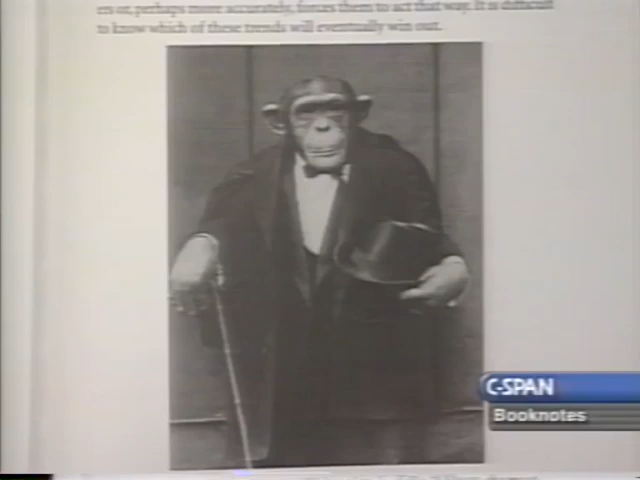 ers or, perhaps more accurately, forces them to act that way. It is difficult
to know which of these trends will eventually win out.
C-SPAN
Booknotes